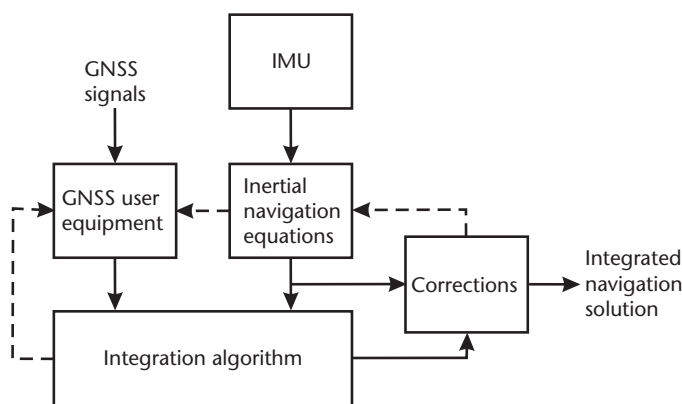 GNSS
signals
IMU
GNSS user
equipment
Inertial
navigation
equations
Corrections
Integrated
navigation
solution
Integration algorithm